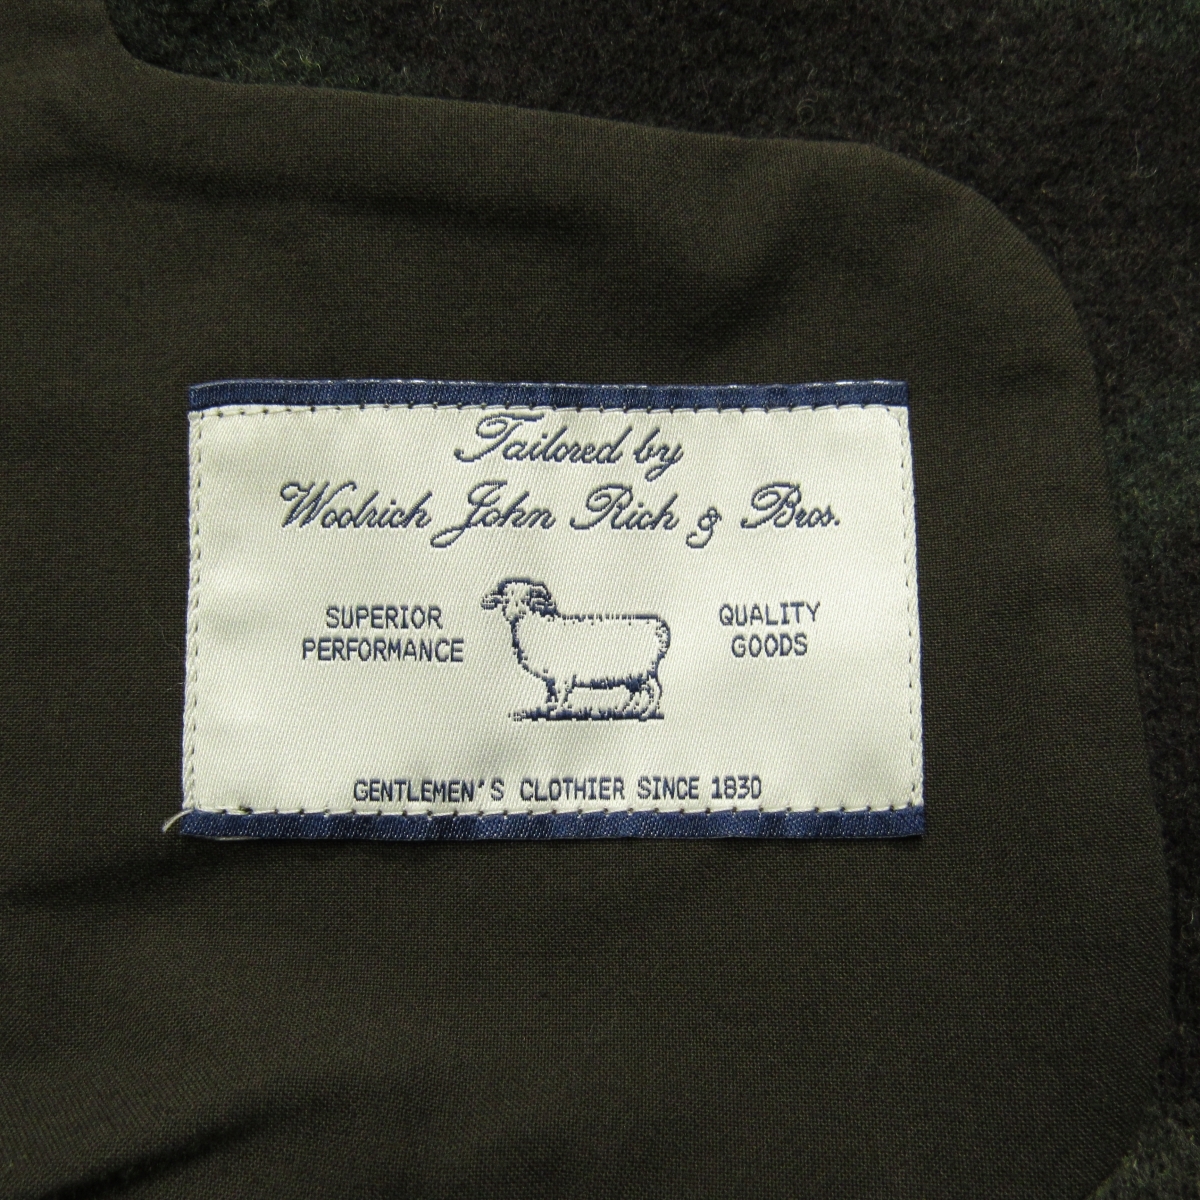 Tailored by
Woolrich John Rich & Bros.
SUPERIOR
PERFORMANCE
QUALITY
GOODS
GENTLEMEN'S CLOTHIER SINCE 1830